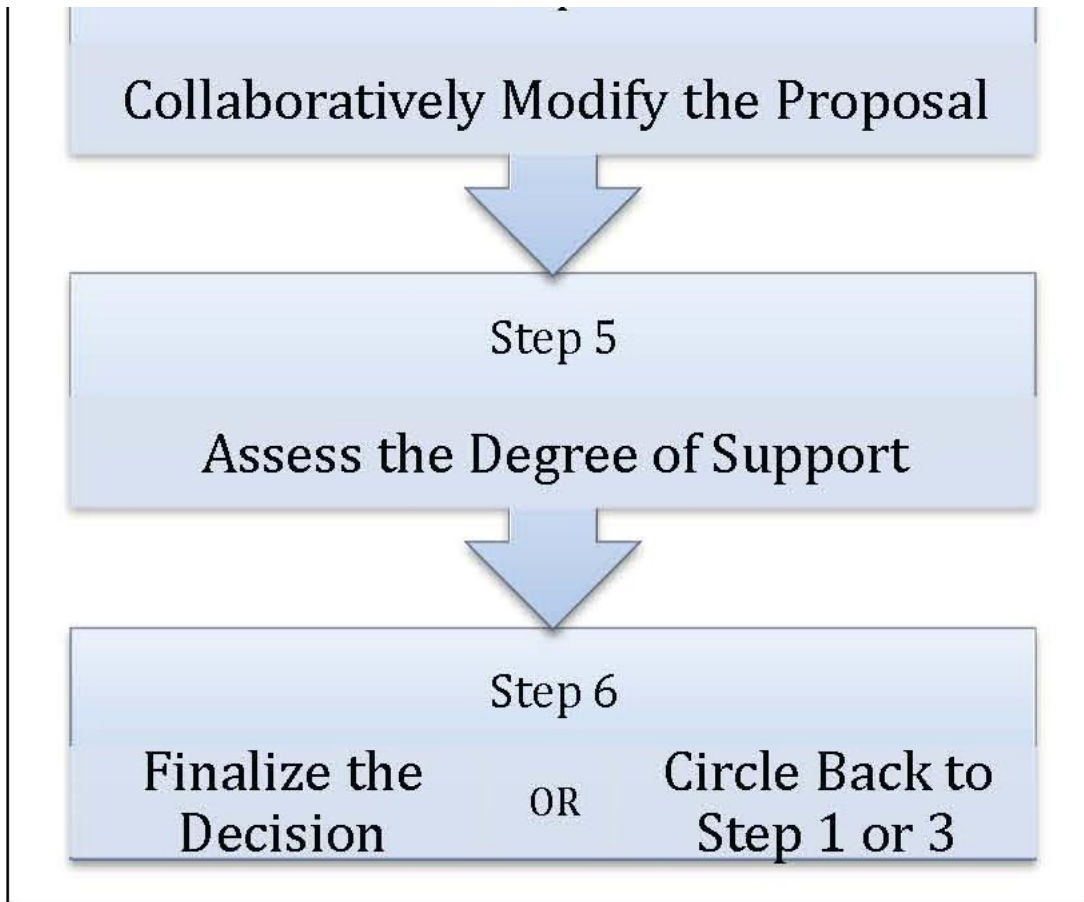 Collaboratively Modify the Proposal
Step 5
Assess the Degree of Support
Step 6
Finalize the
Decision
OR
Circle Back to
Step 1 or 3